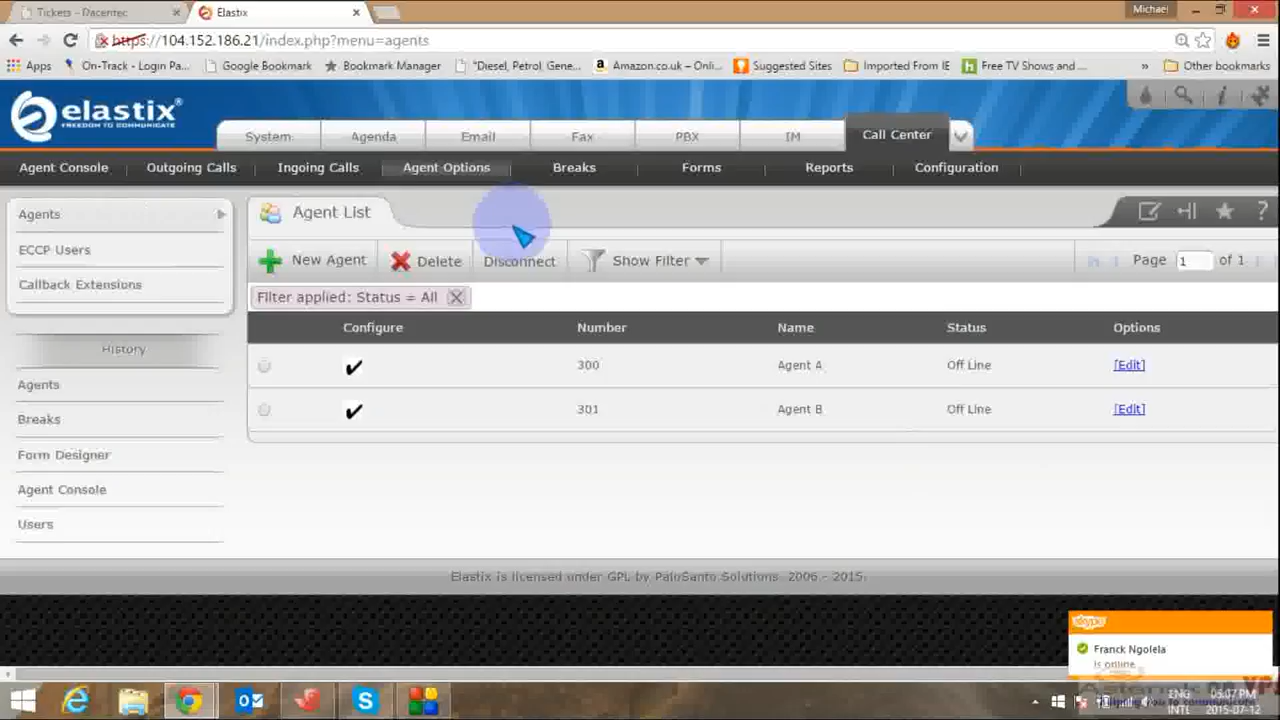 Tickets - Dacentec
Elastix
Michael
https://104.152.186.21/index.php?menu=agents
Apps
On-Track - Login Pa...
Google Bookmark
Bookmark Manager
"Diesel, Petrol, Gene...
Amazon.co.uk – Onli...
Suggested Sites
Imported From IE
Free TV Shows and ...
»
Other bookmarks
elastix®
FREEDOM TO COMMUNICATE
System
Agenda
Email
Fax
PBX
IM
Call Center
Agent Console
Outgoing Calls
Ingoing Calls
Agent Options
Breaks
Forms
Reports
Configuration
Agents
ECCP Users
Callback Extensions
History
Agents
Breaks
Form Designer
Agent Console
Users
Agent List
New Agent
Delete
Disconnect
Show Filter
Page 1 of 1
Filter applied: Status = All
Configure Number Name Status Options
300 Agent A Off Line [Edit]
301 Agent B Off Line [Edit]
Elastix is licensed under GPL by PaloSanto Solutions. 2006 - 2015.
skype
Franck Ngolela
is online
ENG
INTL
05:07 PM
2015-07-12